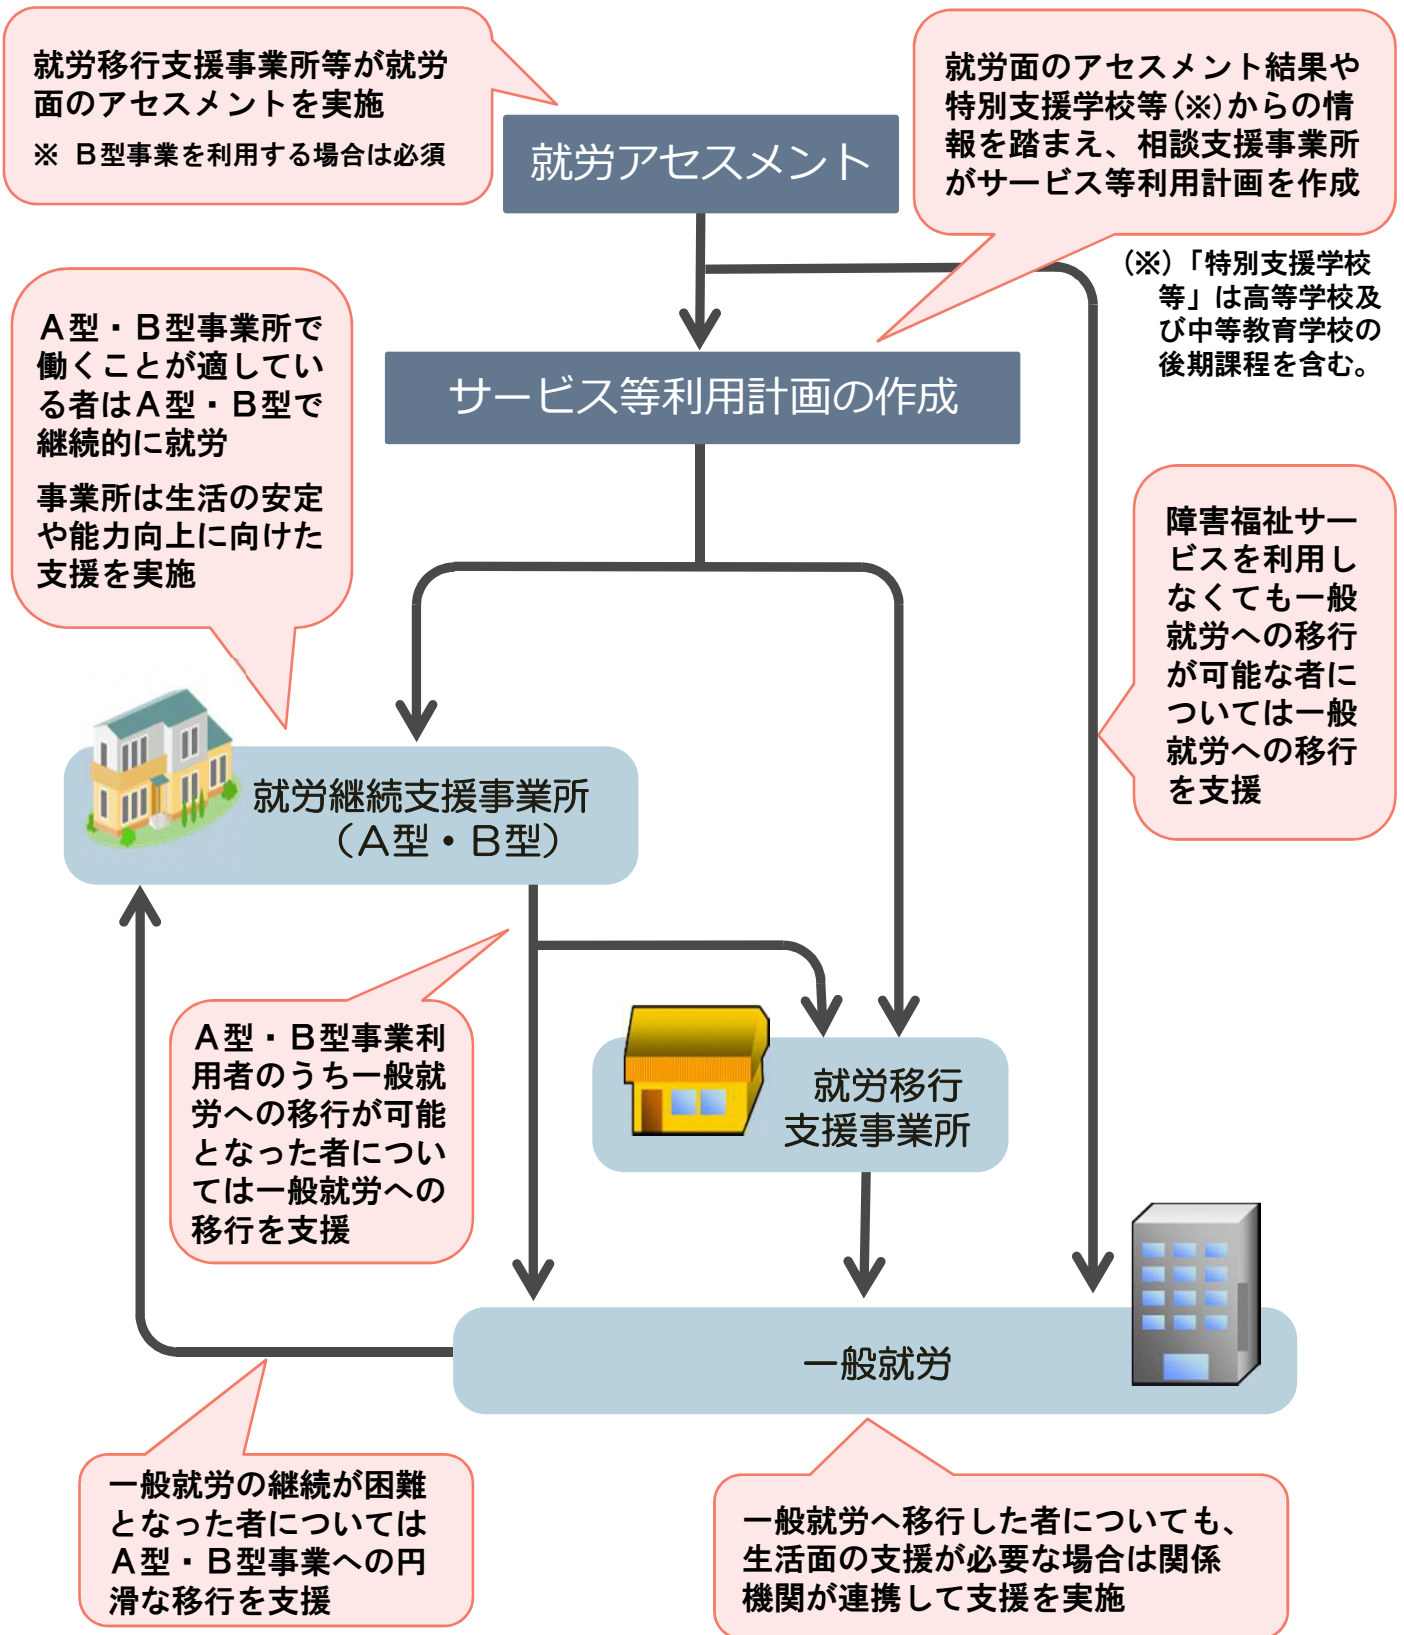 就労移行支援事業所等が就労
面のアセスメントを実施
※ B型事業を利用する場合は必須
就労アセスメント
就労面のアセスメント結果や
特別支援学校等(※)からの情
報を踏まえ、相談支援事業所
がサービス等利用計画を作成
(※)「特別支援学校
等」は高等学校及
び中等教育学校の
後期課程を含む。
A型・B型事業所で
働くことが適してい
る者はA型・B型で
継続的に就労
事業所は生活の安定
や能力向上に向けた
支援を実施
サービス等利用計画の作成
障害福祉サー
ビスを利用し
なくても一般
就労への移行
が可能な者に
ついては一般
就労への移行
を支援
就労継続支援事業所
（A型・B型）
A型・B型事業利
用者のうち一般就
労への移行が可能
となった者につい
ては一般就労への
移行を支援
就労移行
支援事業所
一般就労
一般就労の継続が困難
となった者については
A型・B型事業への円
滑な移行を支援
一般就労へ移行した者についても、
生活面の支援が必要な場合は関係
機関が連携して支援を実施